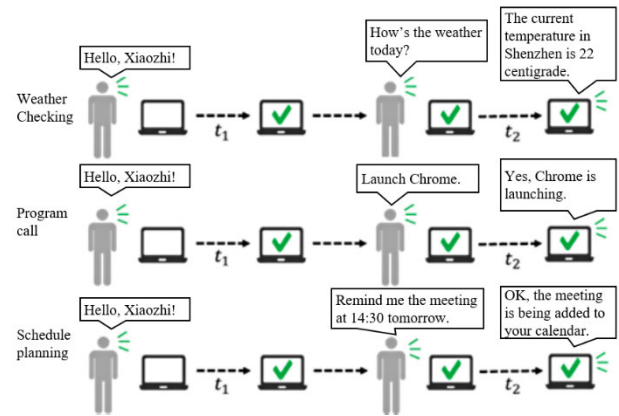 Hello, Xiaozhi!
How's the weather
today?
The current
temperature in
Shenzhen is 22
centigrade.
Weather
Checking
t₁
t₂
Hello, Xiaozhi!
Launch Chrome.
Yes, Chrome is
launching.
Program
call
t₁
t₂
Hello, Xiaozhi!
Remind me the meeting
at 14:30 tomorrow.
OK, the meeting
is being added to
your calendar.
Schedule
planning
t₁
t₂